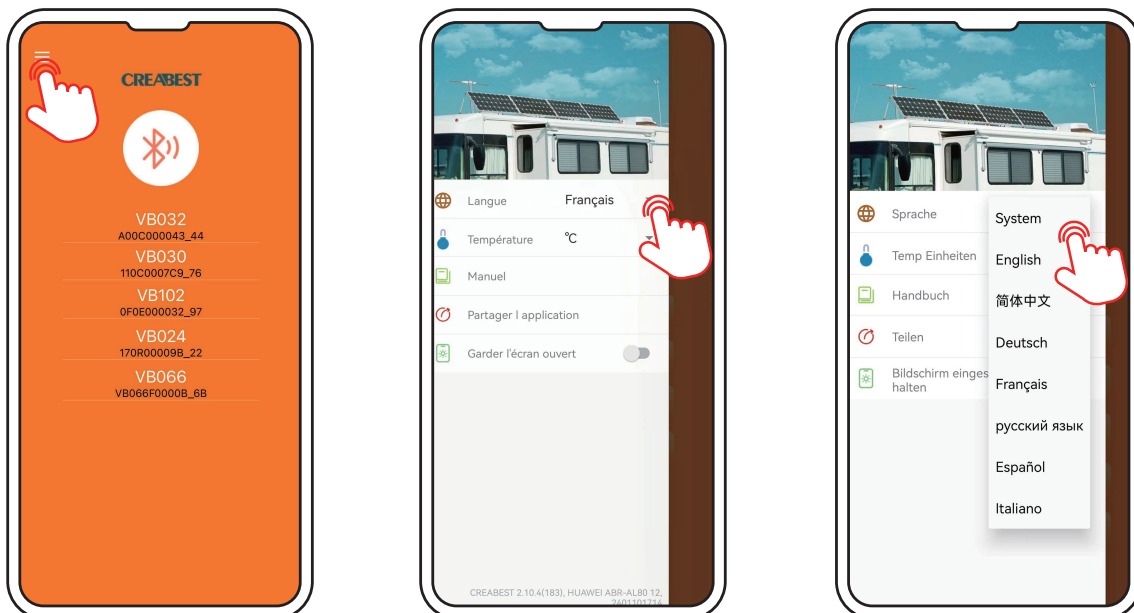 CREABEST
VB032
A00C000043_44
VB030
110C0007C9_76
VB102
0F0E000032_97
VB024
170R00009B_22
VB066
VB066F0000B_6B
Langue Français
Température °C
Manuel
Partager l application
Garder l'écran ouvert
CREABEST 2.10.4(183), HUAWEI ABR-AL80 12,
2401101714
Sprache
Temp Einheiten
Handbuch
Teilen
Bildschirm einges
halten
System
English
简体中文
Deutsch
Français
русский язык
Español
Italiano